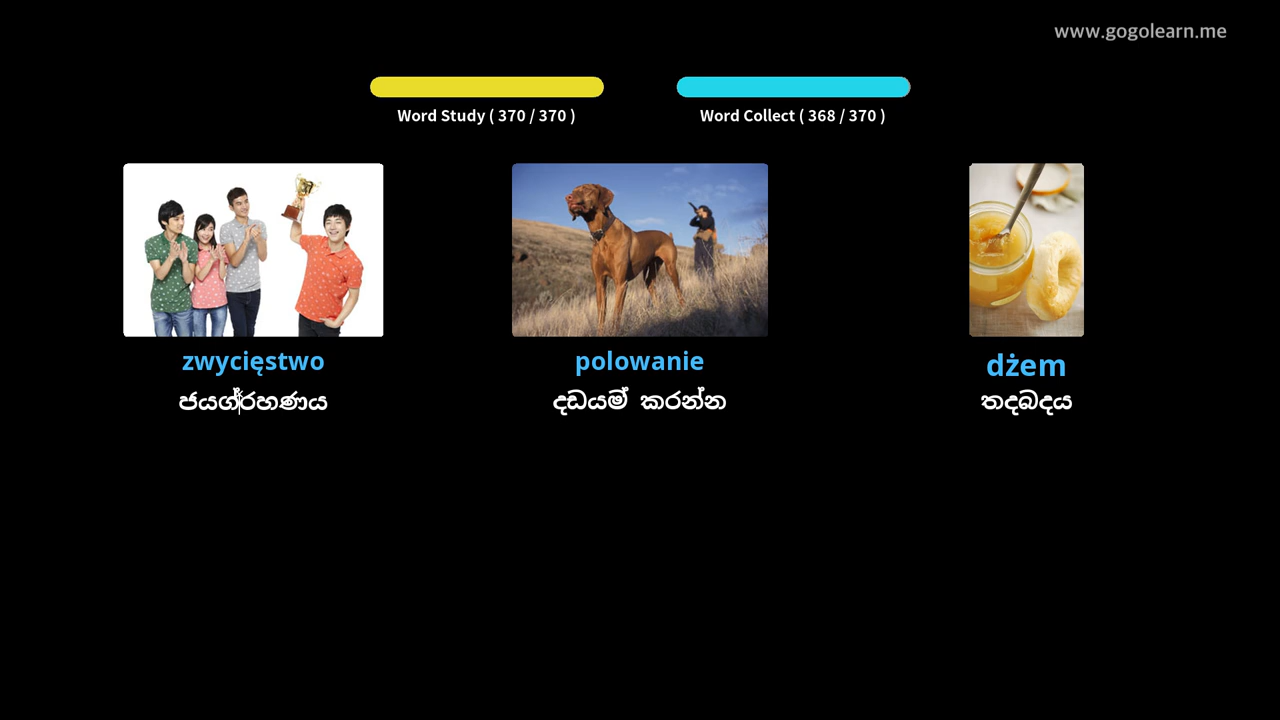 www.gogolearn.me
Word Study ( 370 / 370 )
Word Collect ( 368 / 370 )
zwycięstwo
ජයග්‍රහණය
polowanie
දඩයම් කරන්න
dżem
තදබදය